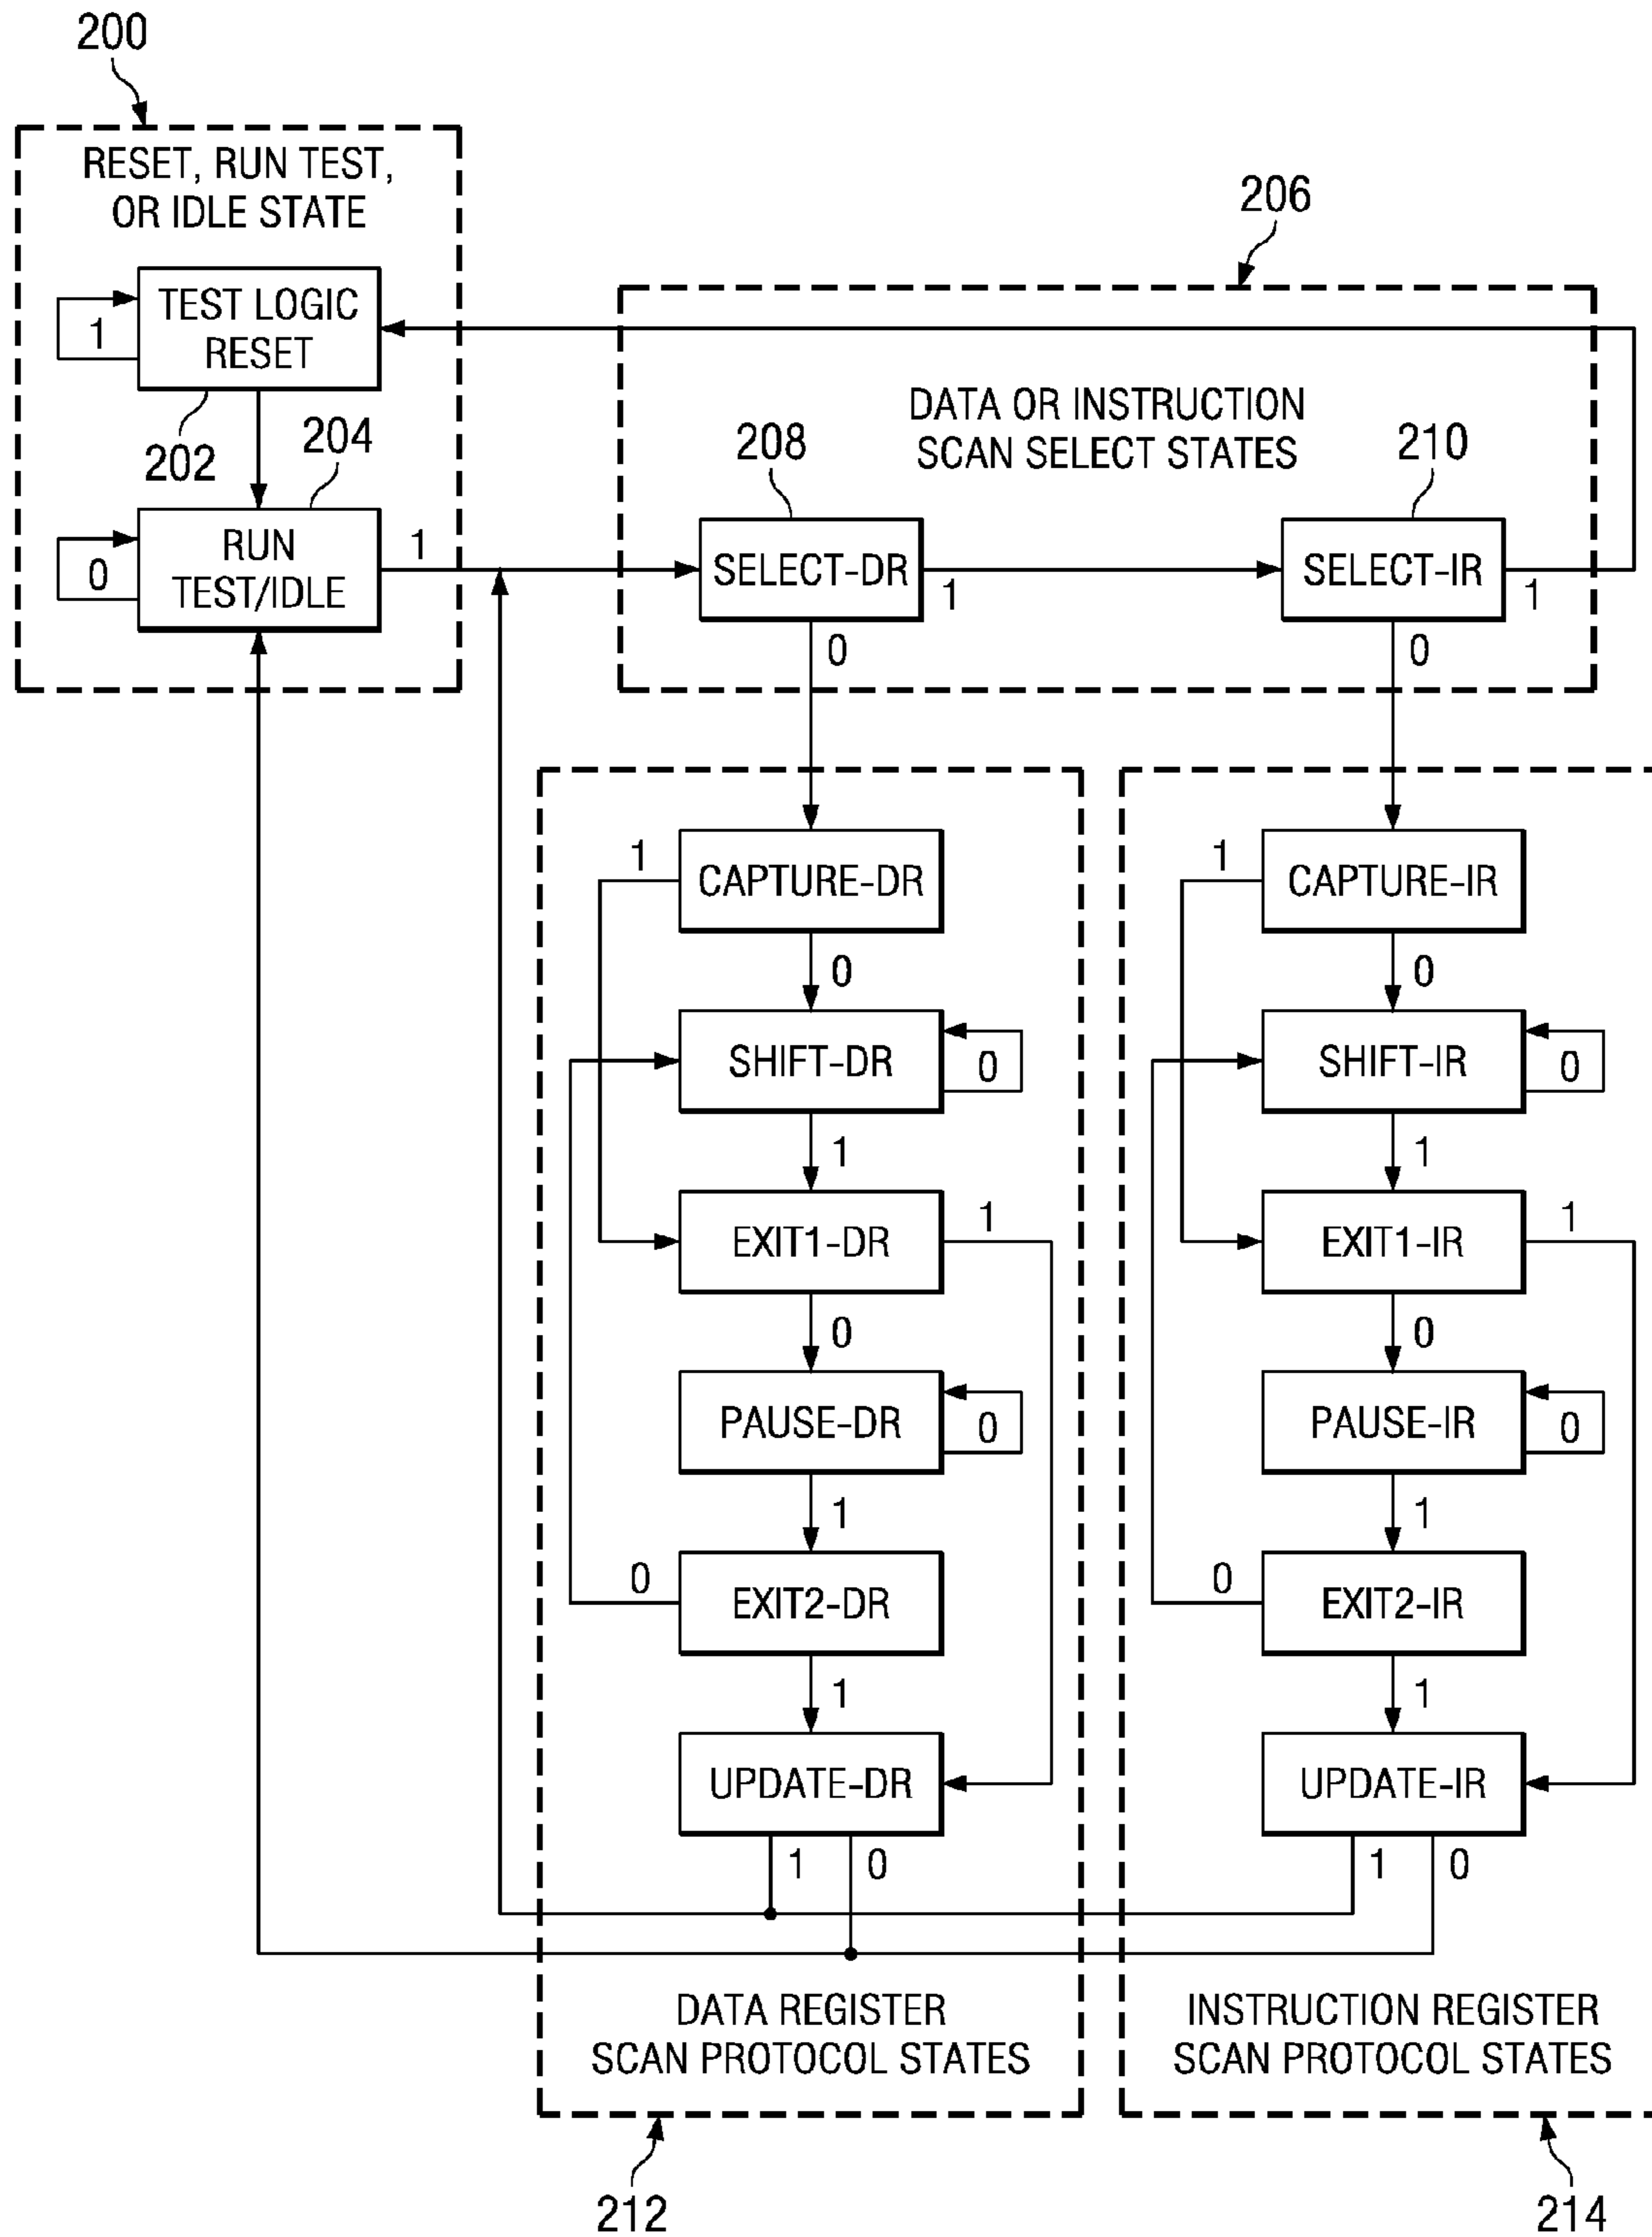 200
RESET, RUN TEST,
OR IDLE STATE
206
TEST LOGIC
RESET
1
DATA OR INSTRUCTION
SCAN SELECT STATES
202
204
208
210
RUN
TEST/IDLE
0
1
SELECT-DR
1
0
SELECT-IR
1
0
CAPTURE-DR
1
0
SHIFT-DR
0
1
EXIT1-DR
1
0
PAUSE-DR
0
1
EXIT2-DR
0
1
UPDATE-DR
1
0
DATA REGISTER
SCAN PROTOCOL STATES
212
CAPTURE-IR
1
0
SHIFT-IR
0
1
EXIT1-IR
1
0
PAUSE-IR
0
1
EXIT2-IR
0
1
UPDATE-IR
1
0
INSTRUCTION REGISTER
SCAN PROTOCOL STATES
214